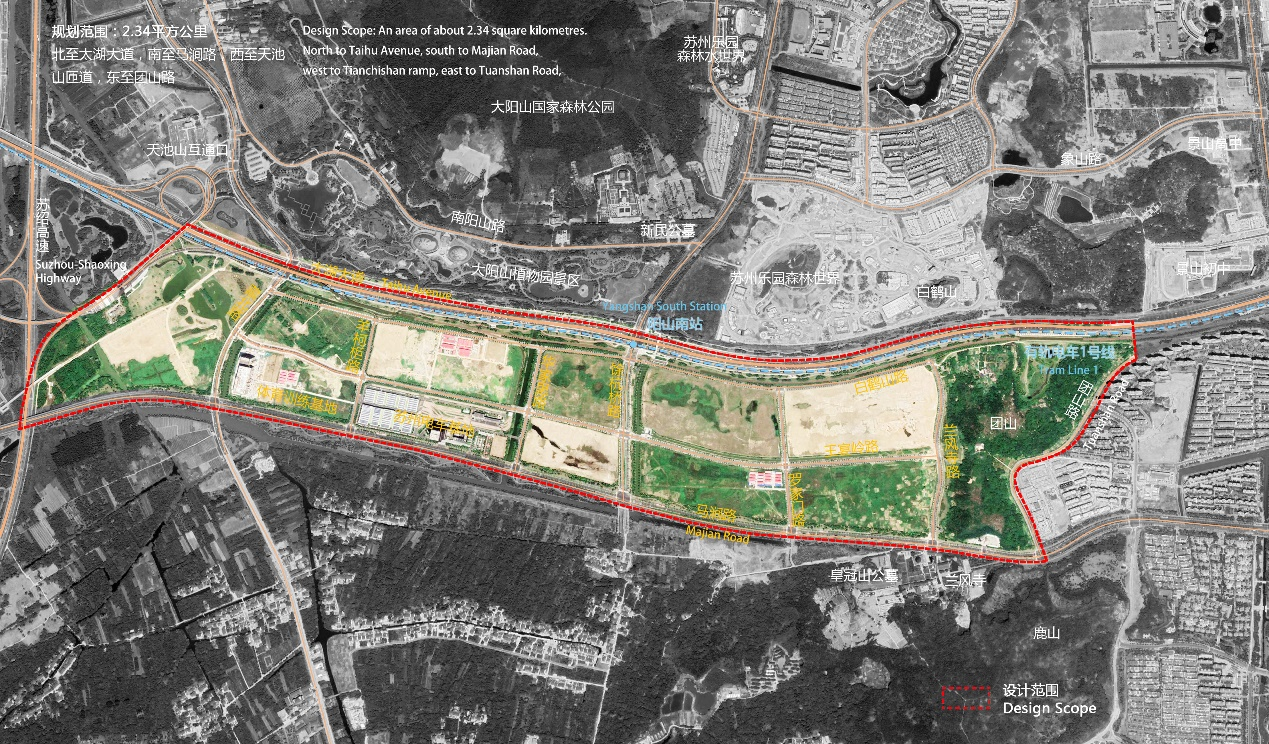 规划范围：2.34平方公里
北至太湖大道，南至马涧路，西至天池
山匝道，东至团山路
Design Scope: An area of about 2.34 square kilometres.
North to Taihu Avenue, south to Majian Road,
west to Tianchishan ramp, east to Tuanshan Road,
苏州乐园
森林水世界
大阳山国家森林公园
天池山互通口
象山路
景山高中
苏绍高速
Suzhou-Shaoxing
Highway
南阳山路
新民公墓
大阳山植物园景区
苏州乐园森林世界
白鹤山
景山初中
Taihu Avenue
Yangshan South Station
阳山南站
有轨电车1号线
Tram Line 1
白鹤山路
团山
团山路
Tuanshan Road
体育训练基地
马涧路
Majian Road
皇冠山公墓
兰风寺
鹿山
设计范围
Design Scope